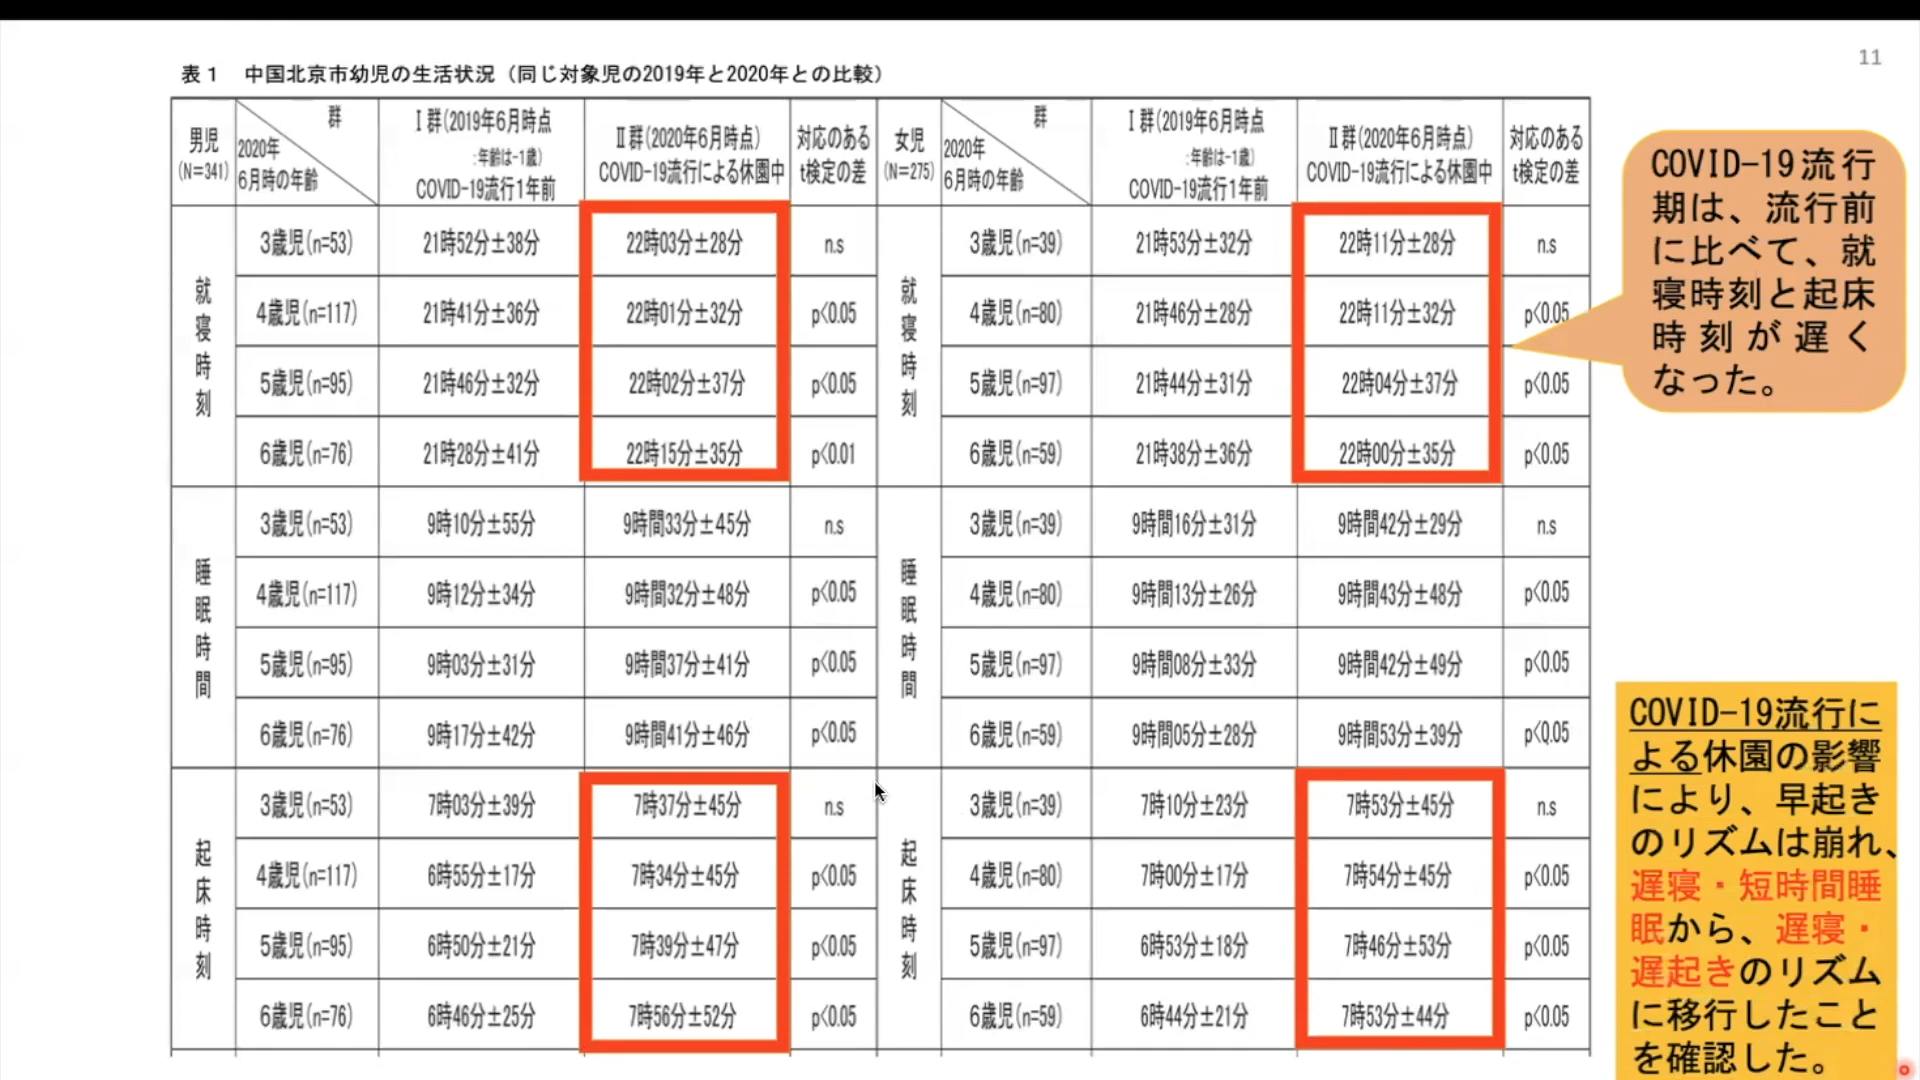 11
表１　中国北京市幼児の生活状況（同じ対象児の2019年と2020年との比較）
男児
(N=341)
群
2020年
6月時の年齢
Ⅰ群(2019年6月時点
:年齢は-1歳)
COVID-19流行1年前
Ⅱ群(2020年6月時点)
COVID-19流行による休園中
対応のある
t検定の差
女児
(N=275)
群
2020年
6月時の年齢
Ⅰ群(2019年6月時点
:年齢は-1歳)
COVID-19流行1年前
Ⅱ群(2020年6月時点)
COVID-19流行による休園中
対応のある
t検定の差
就寝時刻
3歳児(n=53) 21時52分±38分 22時03分±28分 n.s
4歳児(n=117) 21時41分±36分 22時01分±32分 p<0.05
5歳児(n=95) 21時46分±32分 22時02分±37分 p<0.05
6歳児(n=76) 21時28分±41分 22時15分±35分 p<0.01
就寝時刻
3歳児(n=39) 21時53分±32分 22時11分±28分 n.s
4歳児(n=80) 21時46分±28分 22時11分±32分 p<0.05
5歳児(n=97) 21時44分±31分 22時04分±37分 p<0.05
6歳児(n=59) 21時38分±36分 22時00分±35分 p<0.05
睡眠時間
3歳児(n=53) 9時10分±55分 9時間33分±45分 n.s
4歳児(n=117) 9時12分±34分 9時間32分±48分 p<0.05
5歳児(n=95) 9時03分±31分 9時間37分±41分 p<0.05
6歳児(n=76) 9時17分±42分 9時間41分±46分 p<0.05
睡眠時間
3歳児(n=39) 9時間16分±31分 9時間42分±29分 n.s
4歳児(n=80) 9時間13分±26分 9時間43分±48分 p<0.05
5歳児(n=97) 9時間08分±33分 9時間42分±49分 p<0.05
6歳児(n=59) 9時間05分±28分 9時間53分±39分 p<0.05
起床時刻
3歳児(n=53) 7時03分±39分 7時37分±45分 n.s
4歳児(n=117) 6時55分±17分 7時34分±45分 p<0.05
5歳児(n=95) 6時50分±21分 7時39分±47分 p<0.05
6歳児(n=76) 6時46分±25分 7時56分±52分 p<0.05
起床時刻
3歳児(n=39) 7時10分±23分 7時53分±45分 n.s
4歳児(n=80) 7時00分±17分 7時54分±45分 p<0.05
5歳児(n=97) 6時53分±18分 7時46分±53分 p<0.05
6歳児(n=59) 6時44分±21分 7時53分±44分 p<0.05
COVID-19流行
期は、流行前
に比べて、就
寝時刻と起床
時刻が遅く
なった。
COVID-19流行に
よる休園の影響
により、早起き
のリズムは崩れ、
遅寝・短時間睡
眠から、遅寝・
遅起きのリズム
に移行したこと
を確認した。